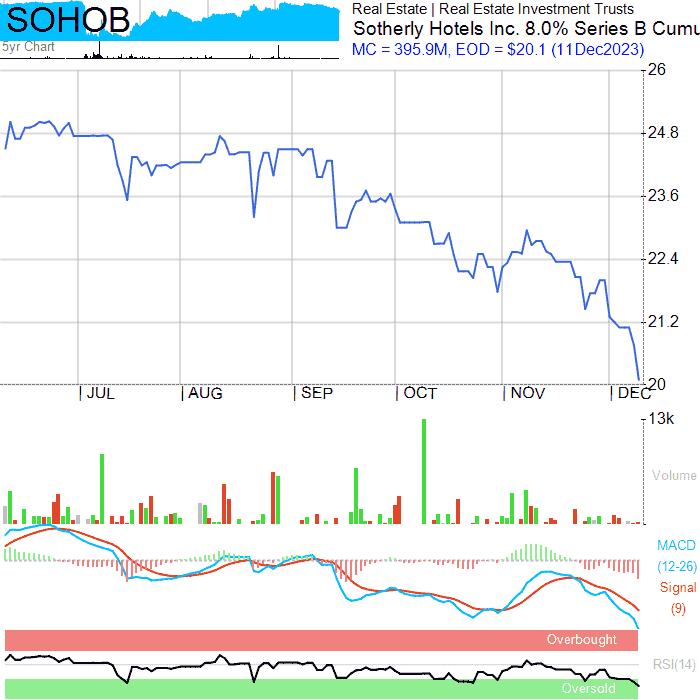 SOHOB
5yr Chart
Real Estate | Real Estate Investment Trusts
Sotherly Hotels Inc. 8.0% Series B Cumu
MC = 395.9M, EOD = $20.1 (11Dec2023)
26
24.8
23.6
22.4
21.2
20
JUL
AUG
SEP
OCT
NOV
DEC
13k
Volume
MACD
(12-26)
Signal
(9)
Overbought
RSI(14)
Oversold